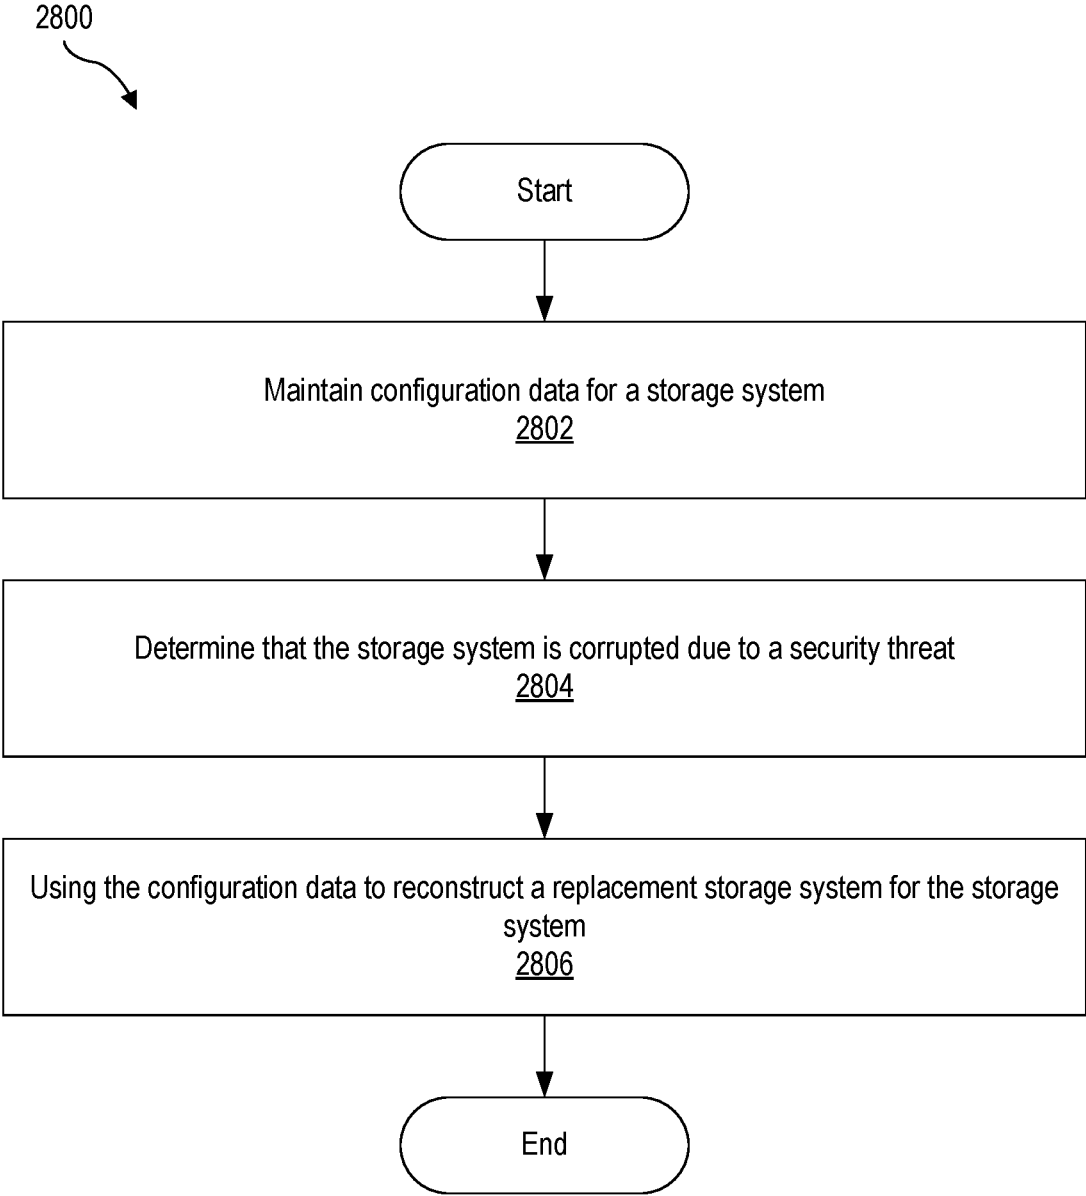 2800
Start
Maintain configuration data for a storage system
2802
Determine that the storage system is corrupted due to a security threat
2804
Using the configuration data to reconstruct a replacement storage system for the storage
system
2806
End